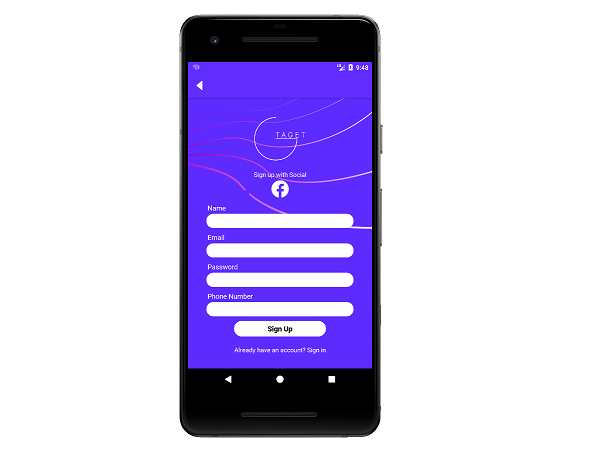 9:48
TAGET
Sign up with Social
Name
Email
Password
Phone Number
Sign Up
Already have an account? Sign in